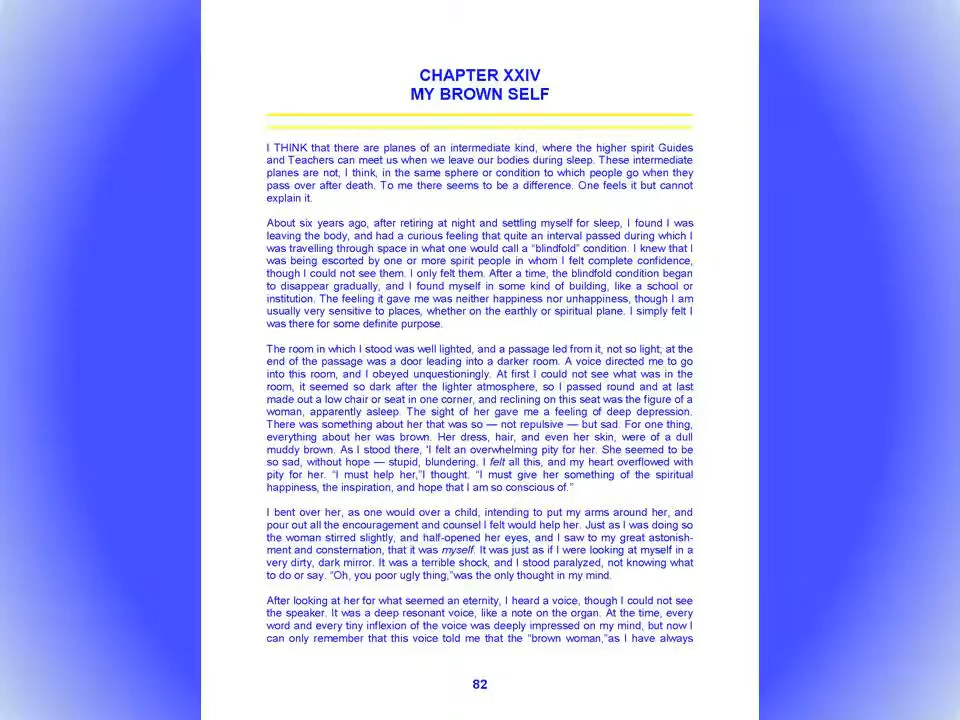 CHAPTER XXIV
MY BROWN SELF
I THINK that there are planes of an intermediate kind, where the higher spirit Guides
and Teachers can meet us when we leave our bodies during sleep. These intermediate
planes are not, I think, in the same sphere or condition to which people go when they
pass over after death. To me there seems to be a difference. One feels it but cannot
explain it.
About six years ago, after retiring at night and settling myself for sleep, I found I was
leaving the body, and had a curious feeling that quite an interval passed during which I
was travelling through space in what one would call a “blindfold” condition. I knew that I
was being escorted by one or more spirit people in whom I felt complete confidence,
though I could not see them. I only felt them. After a time, the blindfold condition began
to disappear gradually, and I found myself in some kind of building, like a school or
institution. The feeling it gave me was neither happiness nor unhappiness, though I am
usually very sensitive to places, whether on the earthly or spiritual plane. I simply felt I
was there for some definite purpose.
The room in which I stood was well lighted, and a passage led from it, not so light; at the
end of the passage was a door leading into a darker room. A voice directed me to go
into this room, and I obeyed unquestioningly. At first I could not see what was in the
room, it seemed so dark after the lighter atmosphere, so I passed round and at last
made out a low chair or seat in one corner, and reclining on this seat was the figure of a
woman, apparently asleep. The sight of her gave me a feeling of deep depression.
There was something about her that was so — not repulsive — but sad. For one thing,
everything about her was brown. Her dress, hair, and even her skin, were of a dull
muddy brown. As I stood there, 'I felt an overwhelming pity for her. She seemed to be
so sad, without hope — stupid, blundering. I felt all this, and my heart overflowed with
pity for her. “I must help her,”I thought. “I must give her something of the spiritual
happiness, the inspiration, and hope that I am so conscious of.”
I bent over her, as one would over a child, intending to put my arms around her, and
pour out all the encouragement and counsel I felt would help her. Just as I was doing so
the woman stirred slightly, and half-opened her eyes, and I saw to my great astonish-
ment and consternation, that it was myself. It was just as if I were looking at myself in a
very dirty, dark mirror. It was a terrible shock, and I stood paralyzed, not knowing what
to do or say. “Oh, you poor ugly thing,”was the only thought in my mind.
After looking at her for what seemed an eternity, I heard a voice, though I could not see
the speaker. It was a deep resonant voice, like a note on the organ. At the time, every
word and every tiny inflexion of the voice was deeply impressed on my mind, but now I
can only remember that this voice told me that the “brown woman,”as I have always
82